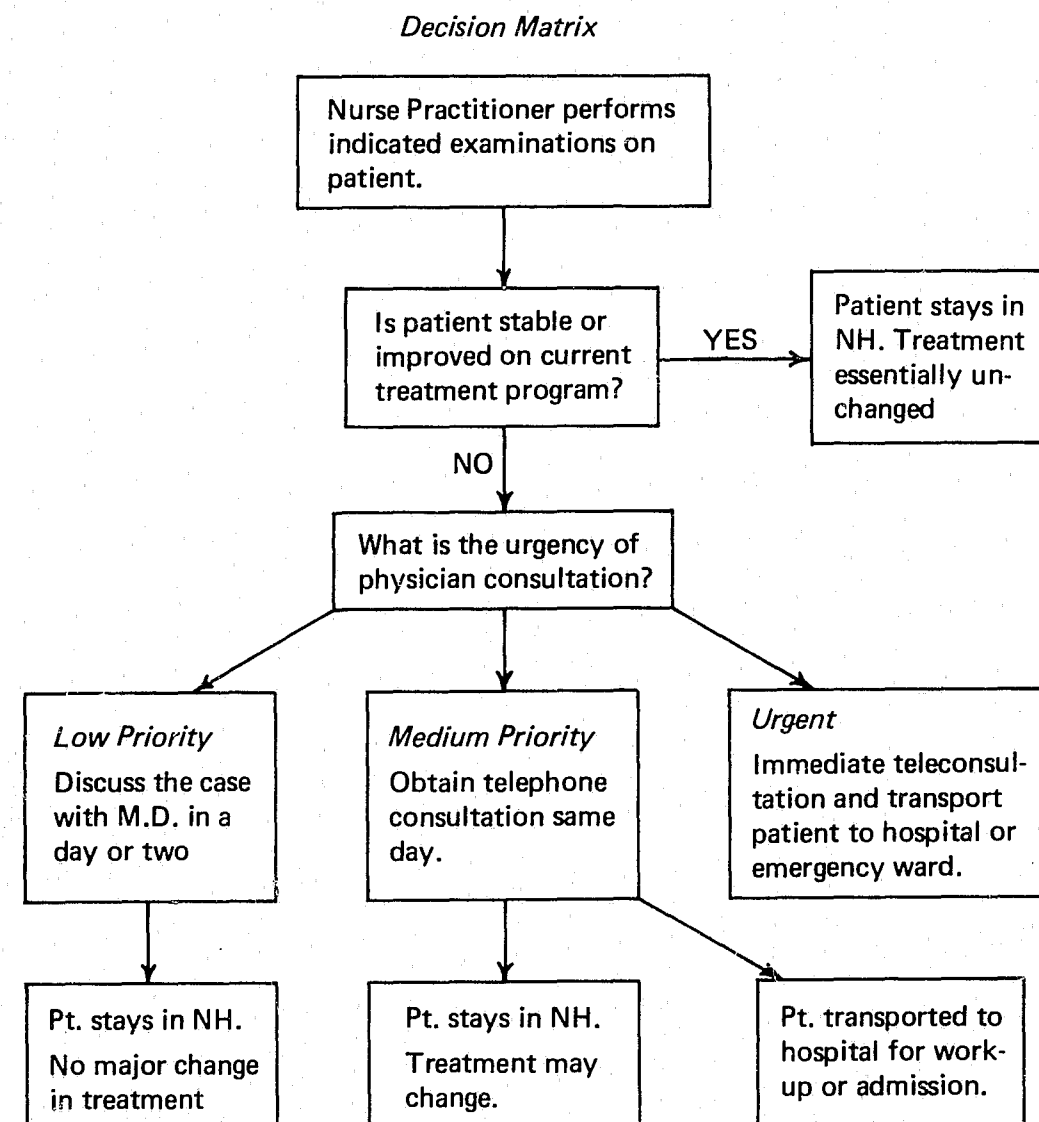 Decision Matrix
Nurse Practitioner performs
indicated examinations on
patient.
Is patient stable or
improved on current
treatment program?
YES
Patient stays in
NH. Treatment
essentially un-
changed
NO
What is the urgency of
physician consultation?
Low Priority
Discuss the case
with M.D. in a
day or two
Medium Priority
Obtain telephone
consultation same
day.
Urgent
Immediate teleconsul-
tation and transport
patient to hospital or
emergency ward.
Pt. stays in NH.
No major change
in treatment
Pt. stays in NH.
Treatment may
change.
Pt. transported to
hospital for work-
up or admission.